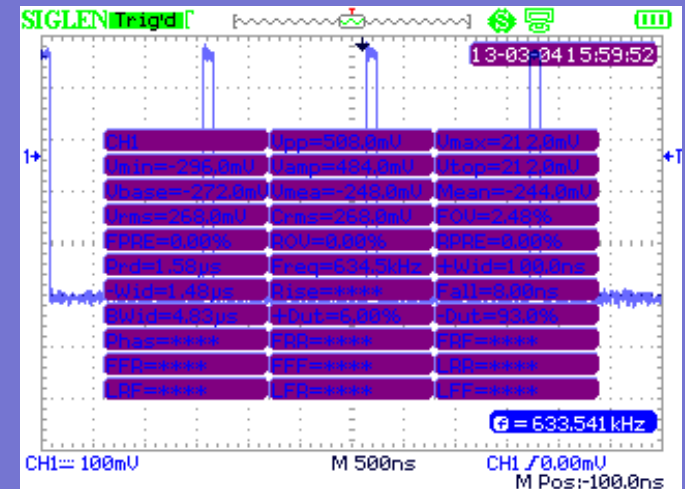 SIGLENT Trig'd
13-03-04 15:59:52
CH1 Vpp=508.0mV Vmax=212.0mV
1 T
Vmin=-296.0mV Vamp=484.0mV Vtop=212.0mV
Vbase=-272.0mV Vmea=-248.0mV Mean=-244.0mV
Vrms=268.0mV Crms=268.0mV FOV=2.48%
FPRE=0.00% ROV=0.00% RPRE=0.00%
Prd=1.58µs Freq=634.5kHz +Wid=100.0ns
-Wid=1.48µs Rise=**** Fall=8.00ns
BWid=4.83µs +Dut=6.00% -Dut=93.0%
Phas=**** FRR=**** FRF=****
FFR=**** FFF=**** LRR=****
LRF=**** LFR=**** LFF=****
f = 633.541kHz
CH1 100mV M 500ns CH1 0.00mV
M Pos:-100.0ns